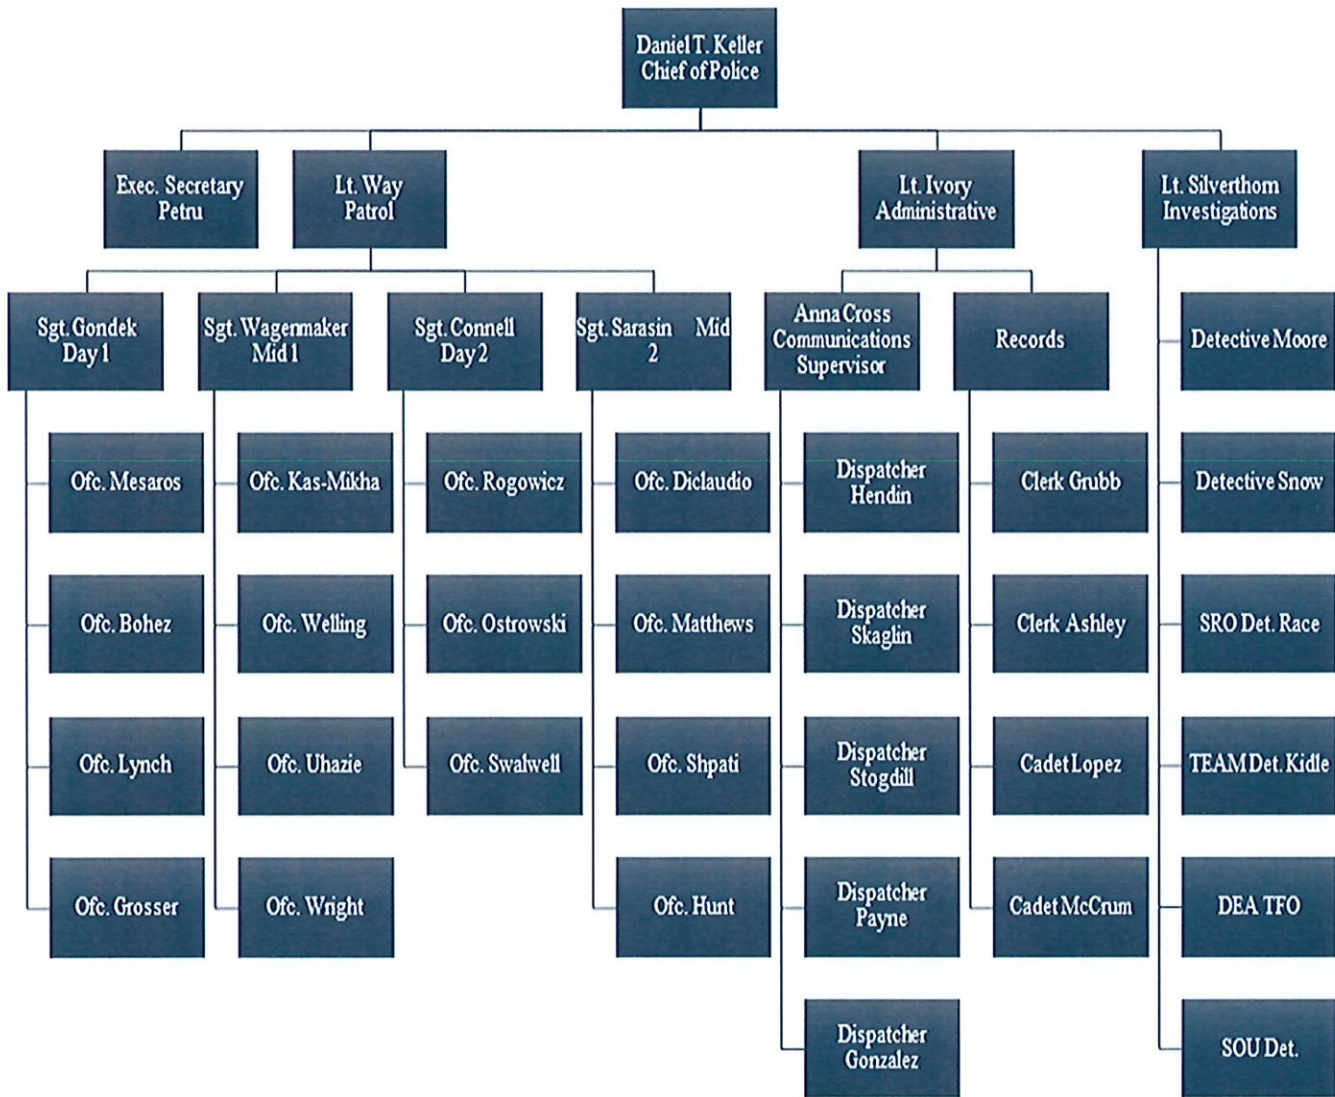 Daniel T. Keller
Chief of Police
Exec. Secretary
Petru
Lt. Way
Patrol
Lt. Ivory
Administrative
Lt. Silverthorn
Investigations
Sgt. Gondek
Day 1
Sgt. Wagenmaker
Mid 1
Sgt. Connell
Day 2
Sgt. Sarasin Mid
2
Anna Cross
Communications
Supervisor
Records
Detective Moore
Ofc. Mesaros
Ofc. Kas-Mikha
Ofc. Rogowicz
Ofc. Diclaudio
Dispatcher
Hendin
Clerk Grubb
Detective Snow
Ofc. Bohez
Ofc. Welling
Ofc. Ostrowski
Ofc. Matthews
Dispatcher
Skaglin
Clerk Ashley
SRO Det. Race
Ofc. Lynch
Ofc. Uhazie
Ofc. Swalwell
Ofc. Shpati
Dispatcher
Stogdill
Cadet Lopez
TEAM Det. Kidle
Ofc. Grosser
Ofc. Wright
Ofc. Hunt
Dispatcher
Payne
Cadet McCrum
DEA TFO
Dispatcher
Gonzalez
SOU Det.